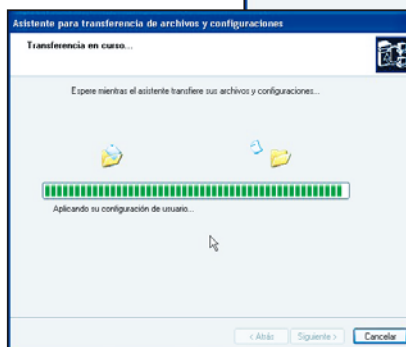 Asistente para transferencia de archivos y configuraciones
Transferencia en curso...
Espere mientras el asistente transfiere sus archivos y configuraciones...
Aplicando su configuración de usuario...
< Atrás
Siguiente >
Cancelar